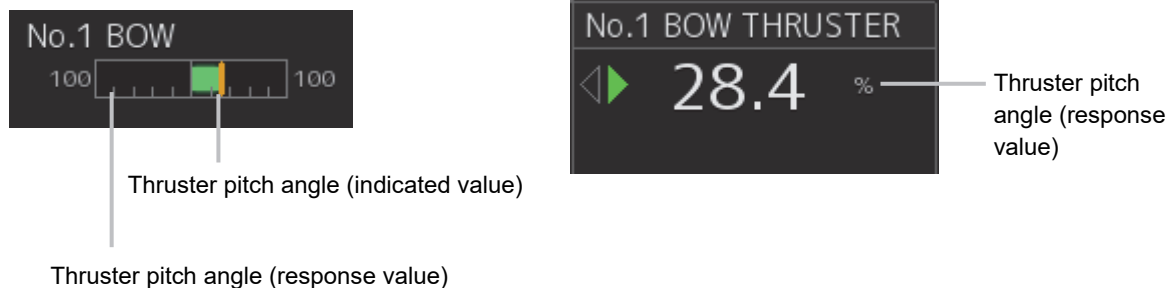 No.1 BOW
100 100
Thruster pitch angle (indicated value)
Thruster pitch angle (response value)
No.1 BOW THRUSTER
28.4 %
Thruster pitch
angle (response
value)